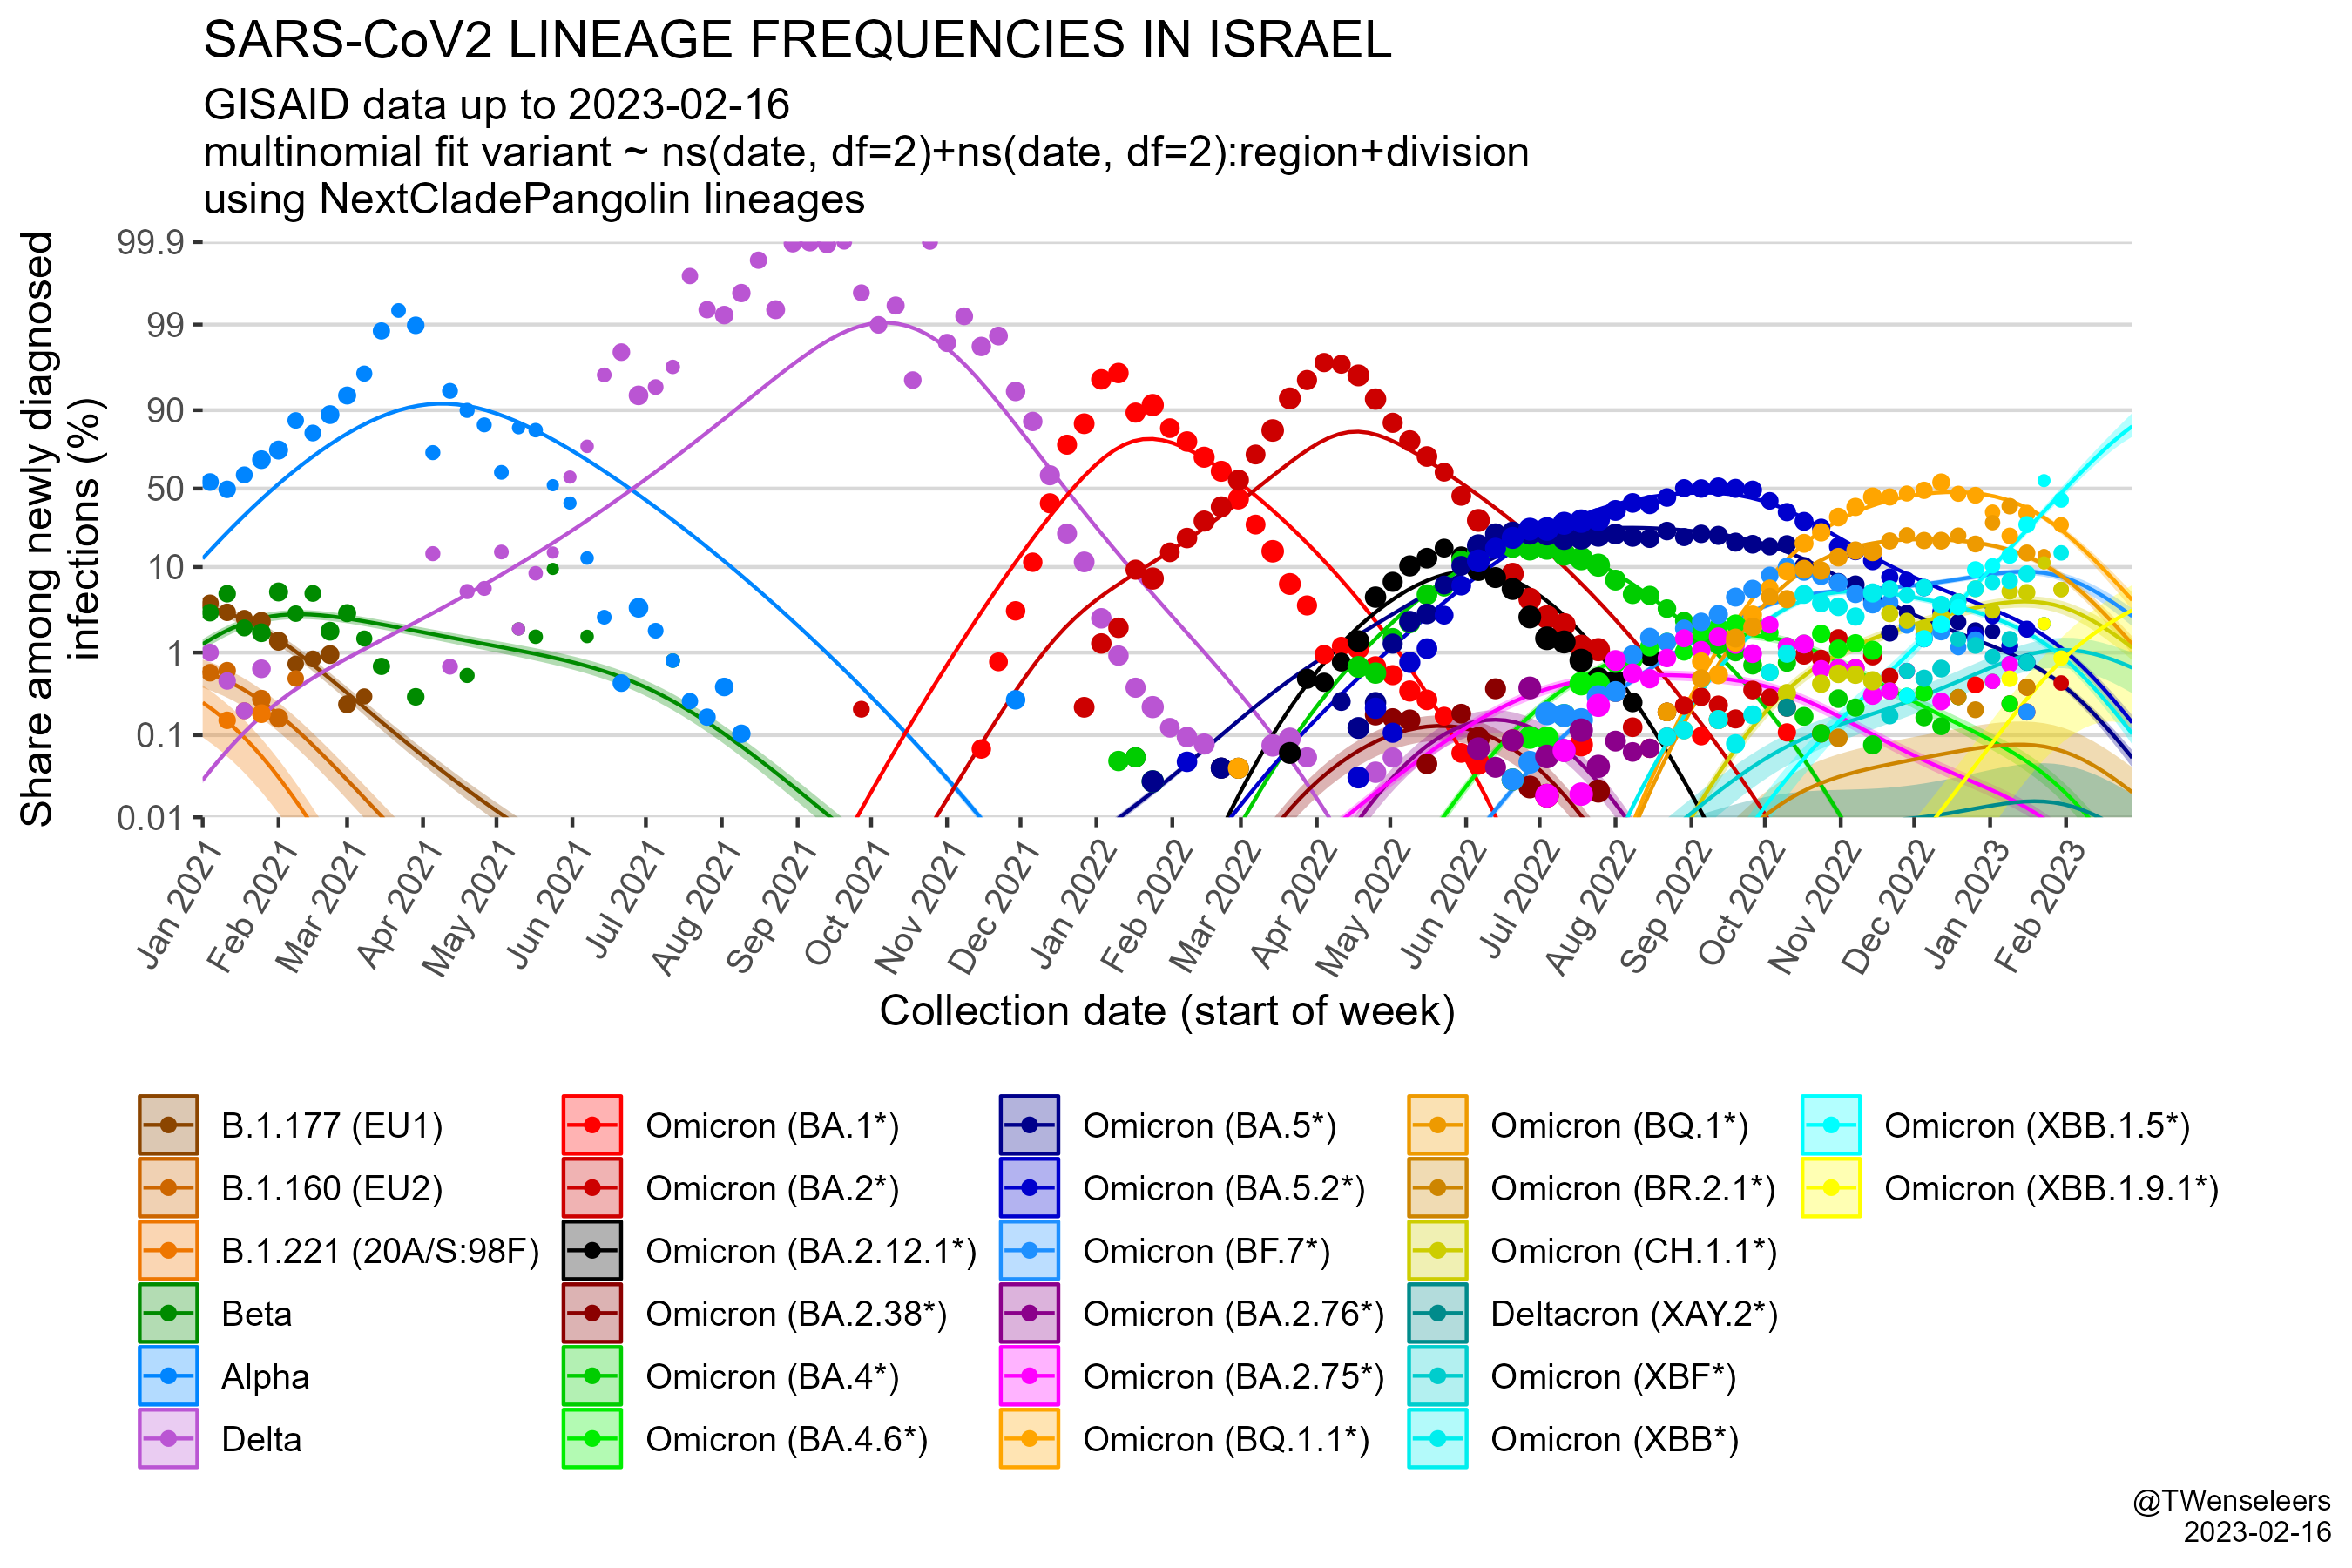 SARS-CoV2 LINEAGE FREQUENCIES IN ISRAEL
GISAID data up to 2023-02-16
multinomial fit variant ~ ns(date, df=2)+ns(date, df=2):region+division
using NextCladePangolin lineages
Share among newly diagnosed
infections (%)
99.9
99
90
50
10
1
0.1
0.01
Jan 2021
Feb 2021
Mar 2021
Apr 2021
May 2021
Jun 2021
Jul 2021
Aug 2021
Sep 2021
Oct 2021
Nov 2021
Dec 2021
Jan 2022
Feb 2022
Mar 2022
Apr 2022
May 2022
Jun 2022
Jul 2022
Aug 2022
Sep 2022
Oct 2022
Nov 2022
Dec 2022
Jan 2023
Feb 2023
Collection date (start of week)
B.1.177 (EU1)
B.1.160 (EU2)
B.1.221 (20A/S:98F)
Beta
Alpha
Delta
Omicron (BA.1*)
Omicron (BA.2*)
Omicron (BA.2.12.1*)
Omicron (BA.2.38*)
Omicron (BA.4*)
Omicron (BA.4.6*)
Omicron (BA.5*)
Omicron (BA.5.2*)
Omicron (BF.7*)
Omicron (BA.2.76*)
Omicron (BA.2.75*)
Omicron (BQ.1.1*)
Omicron (BQ.1*)
Omicron (BR.2.1*)
Omicron (CH.1.1*)
Deltacron (XAY.2*)
Omicron (XBF*)
Omicron (XBB*)
Omicron (XBB.1.5*)
Omicron (XBB.1.9.1*)
@TWenseleers
2023-02-16